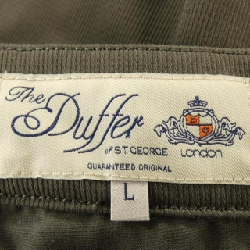 The
Duffer
OF ST GEORGE
London
GUARANTEED ORIGINAL
L